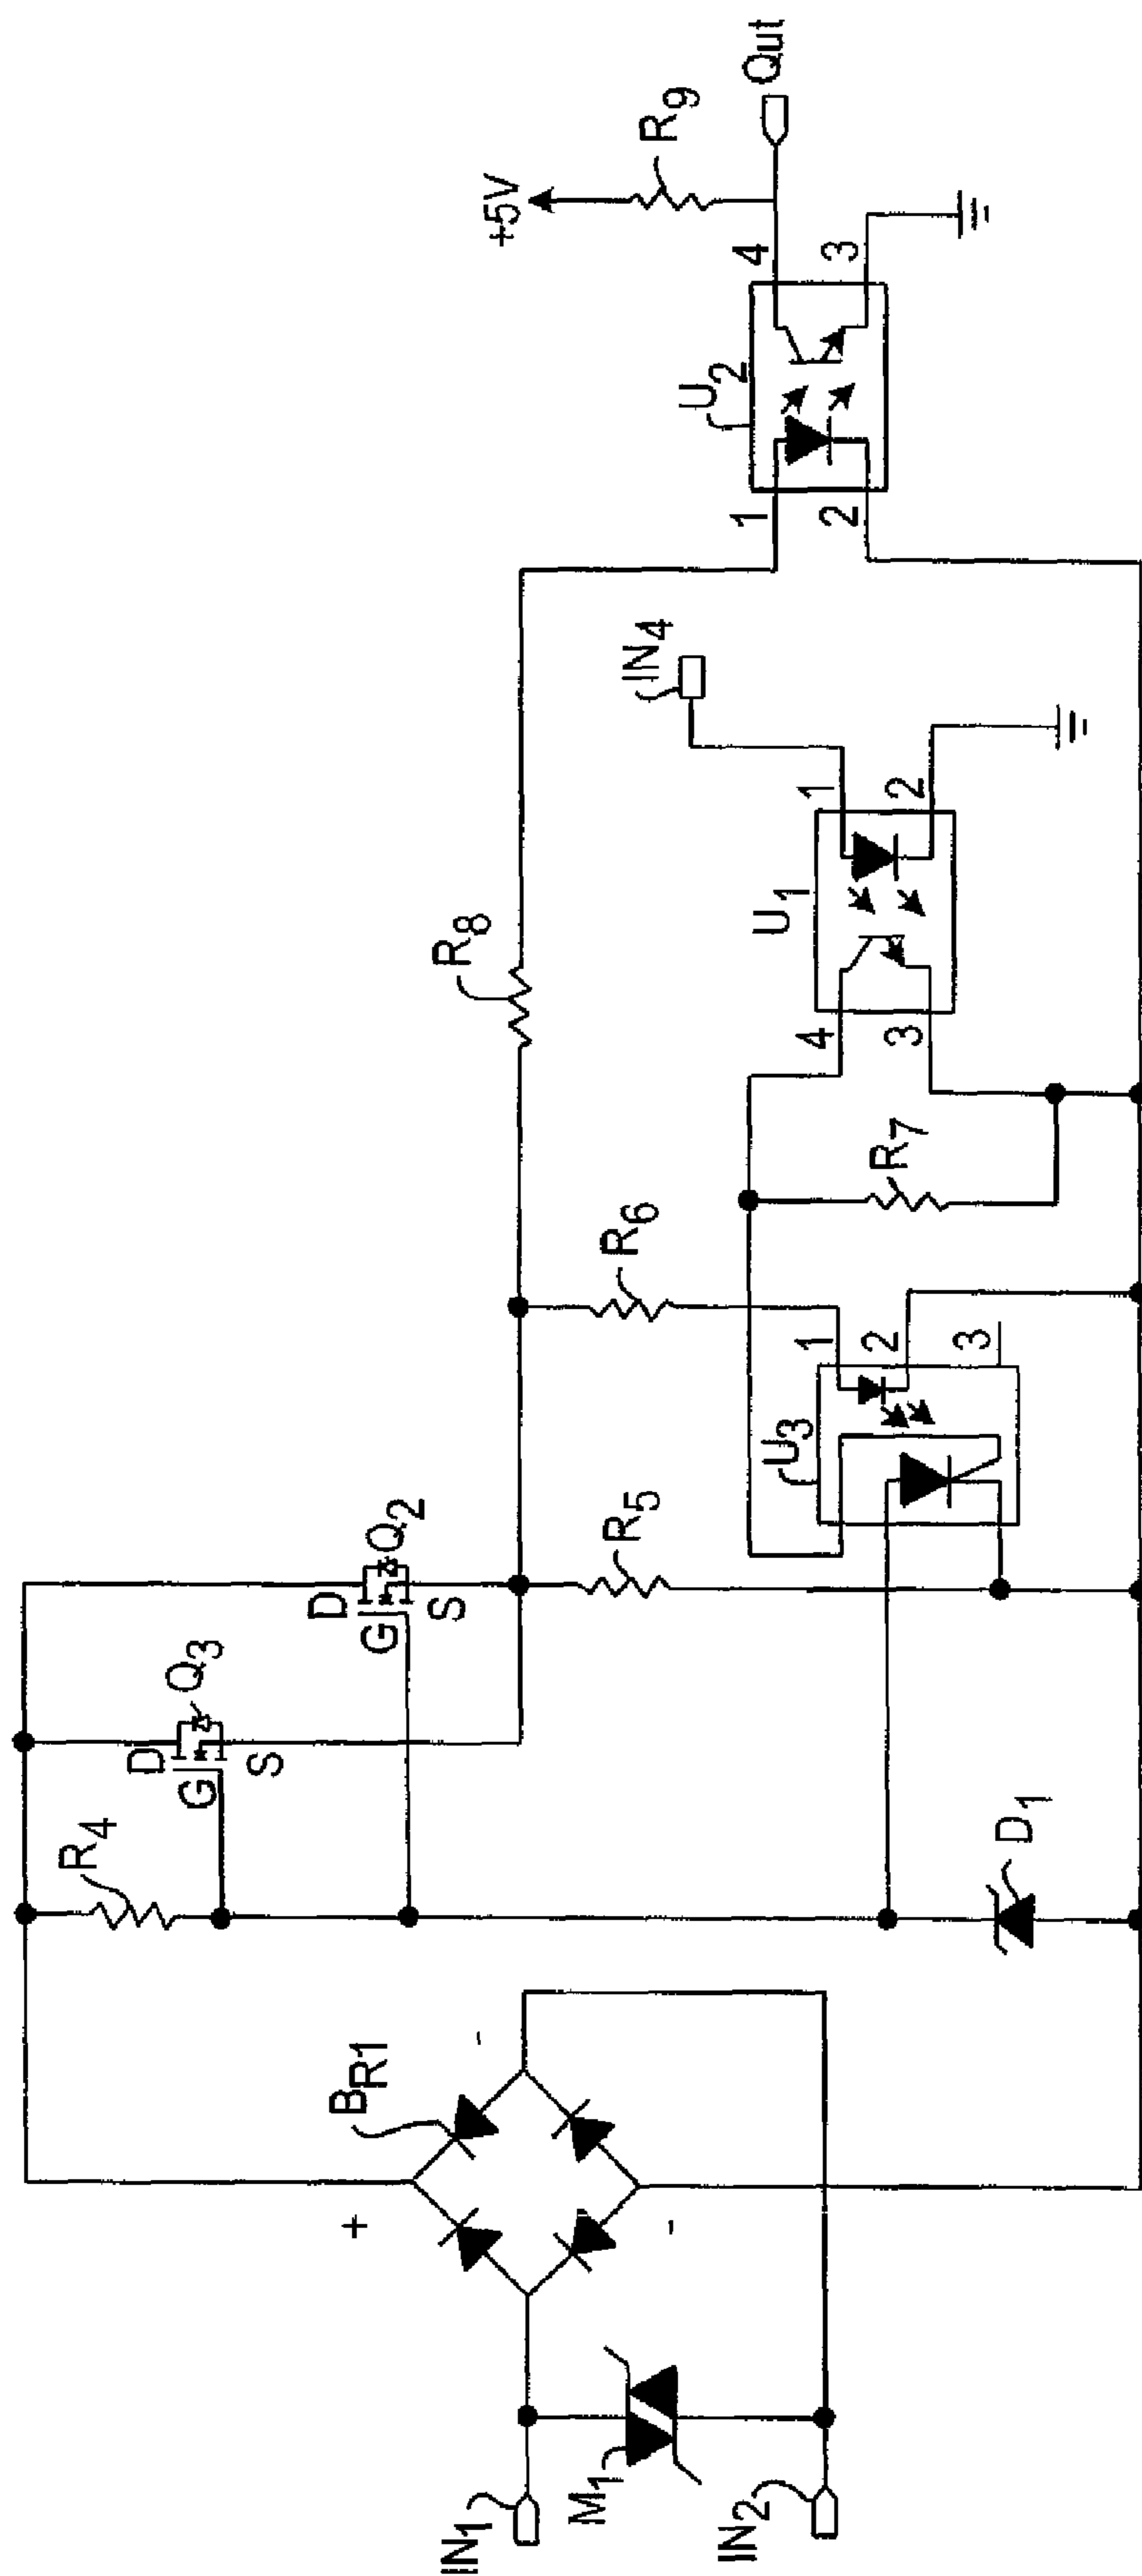 IN1
M1
IN2
+
BR1
-
-
R4
D
G
S
Q3
D
G
S
Q2
D1
R5
U3
1
2
3
R6
R7
R8
4
3
U1
1
2
IN4
1
2
U2
4
3
+5V
R9
Qut